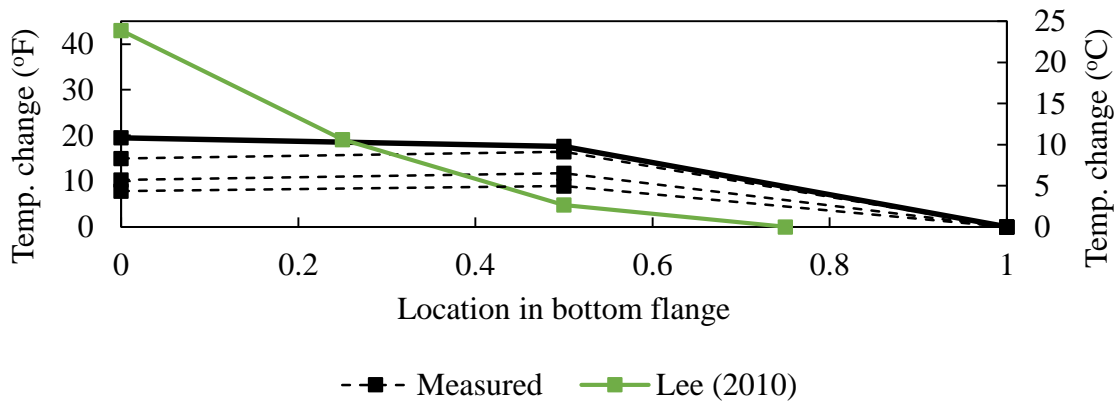 Temp. change (ºF)
40
30
20
10
0
25
20
15
10
5
0
Temp. change (ºC)
0 0.2 0.4 0.6 0.8 1
Location in bottom flange
Measured Lee (2010)